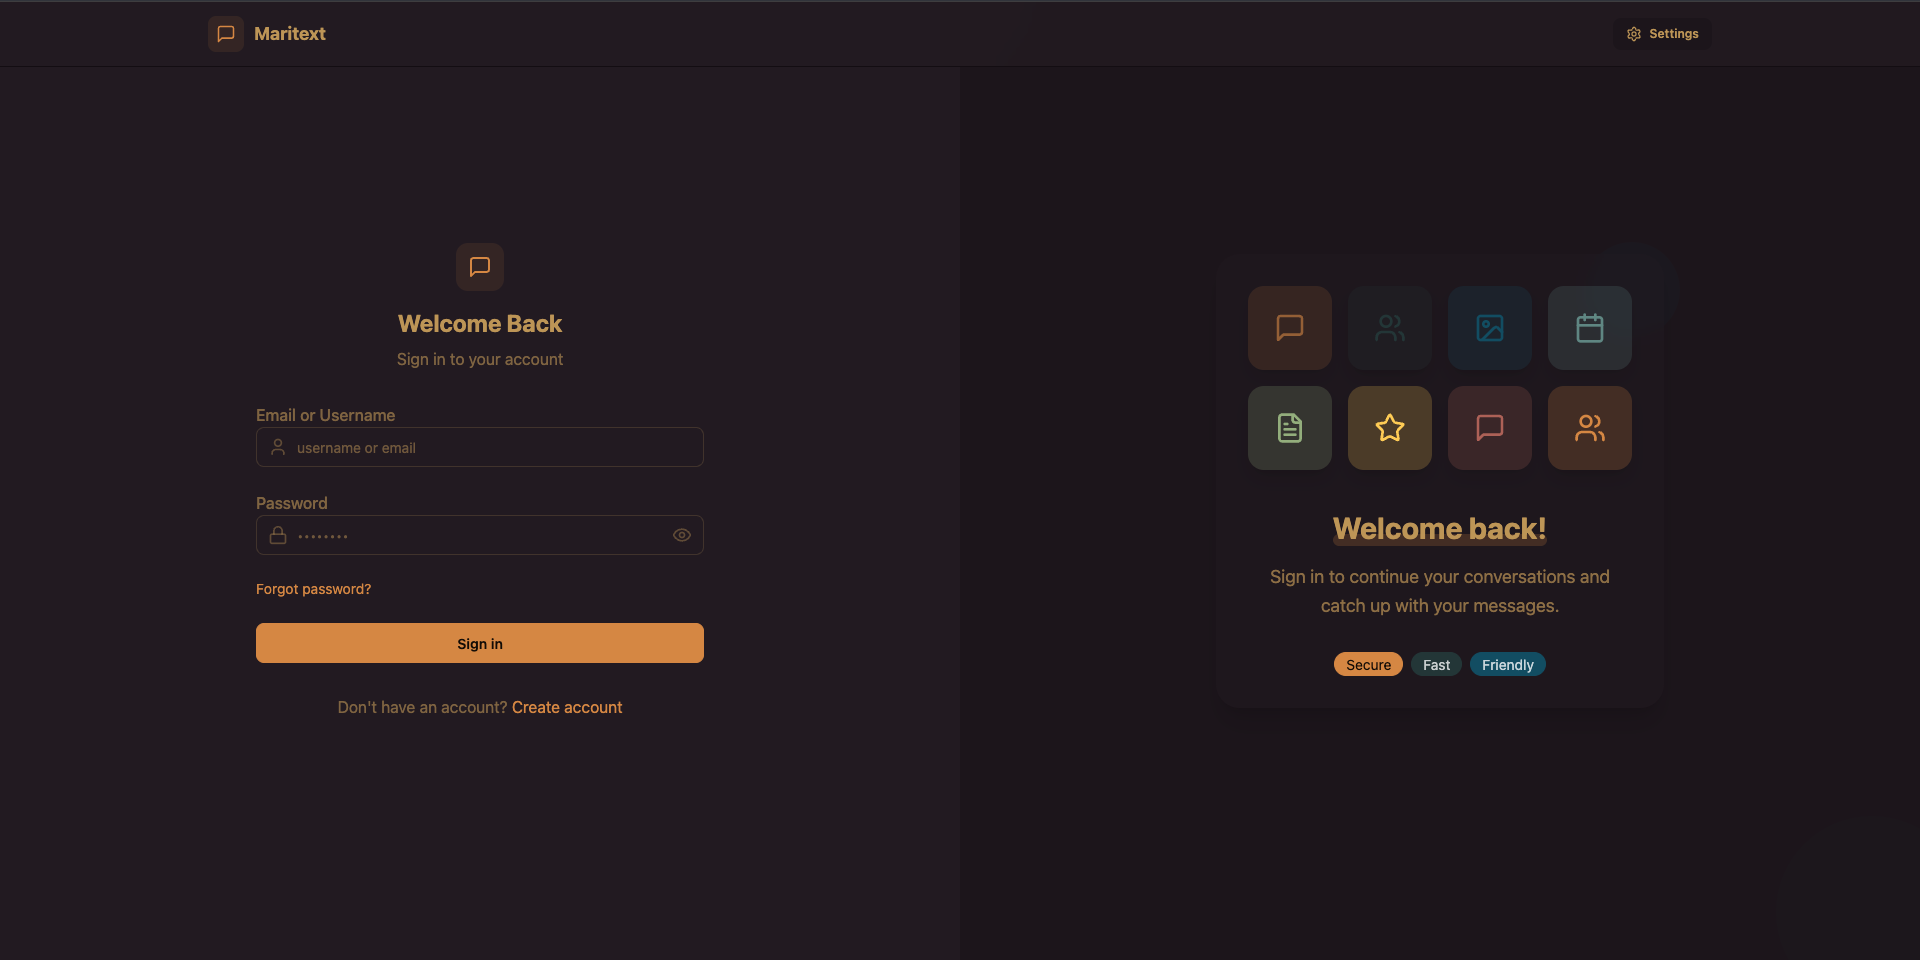 Maritext
Settings
Welcome Back
Sign in to your account
Email or Username
username or email
Password
••••••••
Forgot password?
Sign in
Don't have an account? Create account
Welcome back!
Sign in to continue your conversations and
catch up with your messages.
Secure
Fast
Friendly